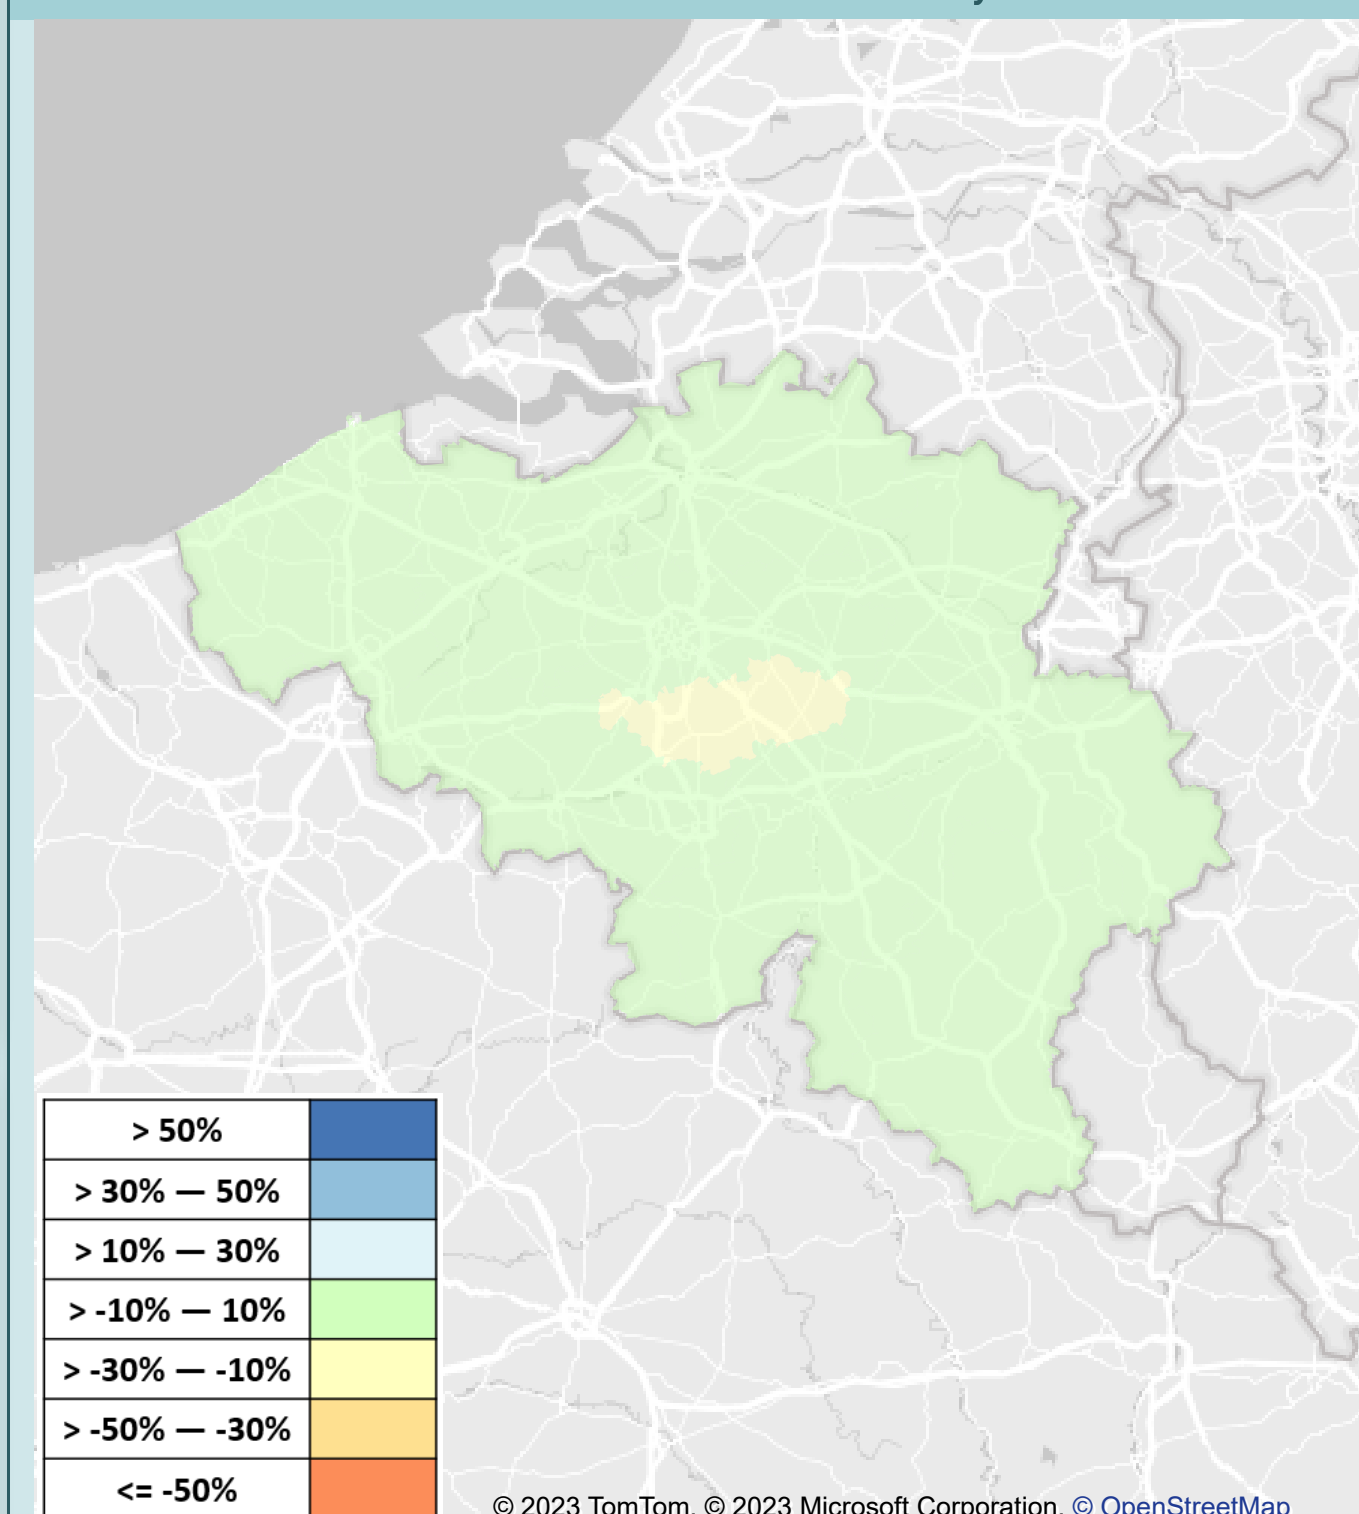 > 50%
> 30% — 50%
> 10% — 30%
> -10% — 10%
> -30% — -10%
> -50% — -30%
<= -50%
© 2023 TomTom, © 2023 Microsoft Corporation, © OpenStreetMap